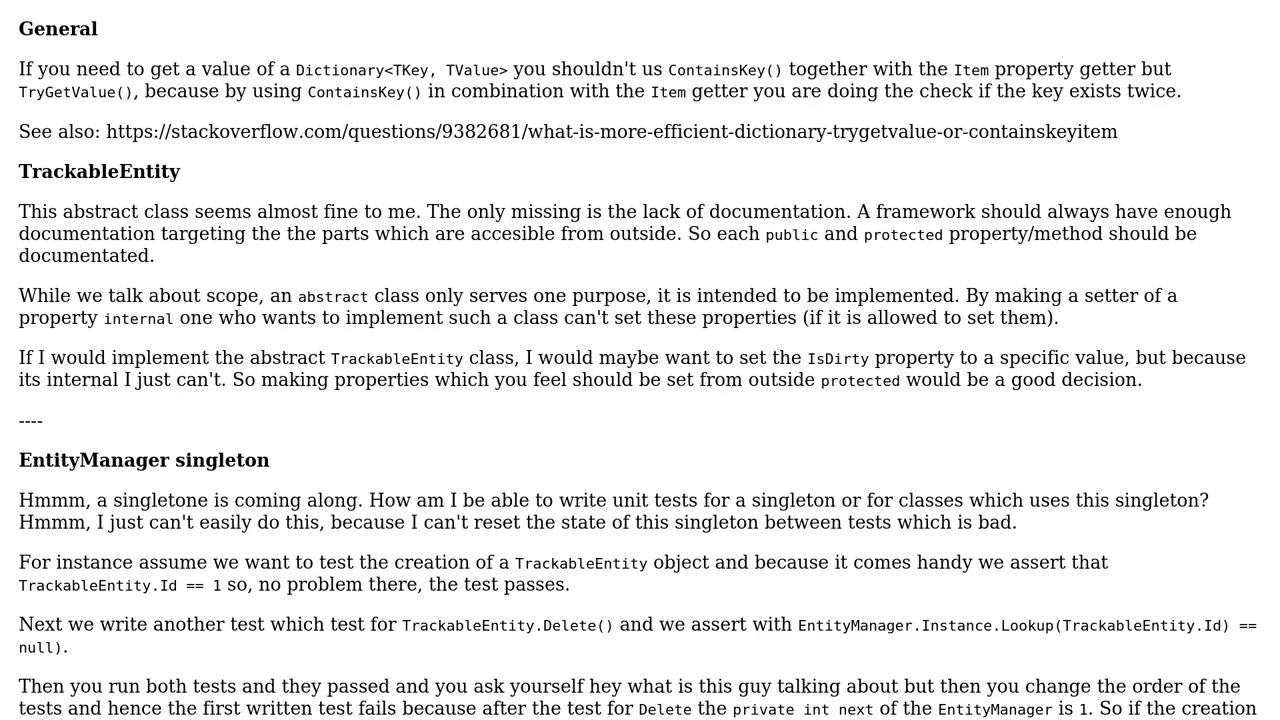 General
If you need to get a value of a Dictionary<TKey, TValue> you shouldn't us ContainsKey() together with the Item property getter but
TryGetValue(), because by using ContainsKey() in combination with the Item getter you are doing the check if the key exists twice.
See also: https://stackoverflow.com/questions/9382681/what-is-more-efficient-dictionary-trygetvalue-or-containskeyitem
TrackableEntity
This abstract class seems almost fine to me. The only missing is the lack of documentation. A framework should always have enough
documentation targeting the the parts which are accesible from outside. So each public and protected property/method should be
documentated.
While we talk about scope, an abstract class only serves one purpose, it is intended to be implemented. By making a setter of a
property internal one who wants to implement such a class can't set these properties (if it is allowed to set them).
If I would implement the abstract TrackableEntity class, I would maybe want to set the IsDirty property to a specific value, but because
its internal I just can't. So making properties which you feel should be set from outside protected would be a good decision.
----
EntityManager singleton
Hmmm, a singletone is coming along. How am I be able to write unit tests for a singleton or for classes which uses this singleton?
Hmmm, I just can't easily do this, because I can't reset the state of this singleton between tests which is bad.
For instance assume we want to test the creation of a TrackableEntity object and because it comes handy we assert that
TrackableEntity.Id == 1 so, no problem there, the test passes.
Next we write another test which test for TrackableEntity.Delete() and we assert with EntityManager.Instance.Lookup(TrackableEntity.Id) ==
null).
Then you run both tests and they passed and you ask yourself hey what is this guy talking about but then you change the order of the
tests and hence the first written test fails because after the test for Delete the private int next of the EntityManager is 1. So if the creation